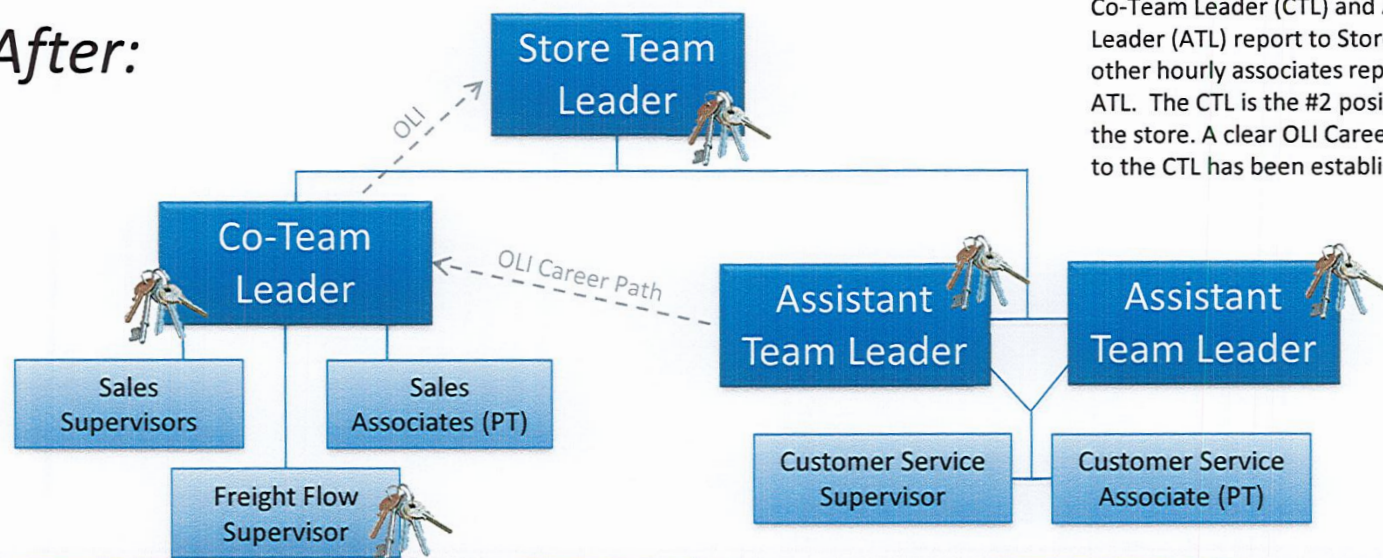 After:
Co-Team Leader (CTL) and
Leader (ATL) report to Stor
other hourly associates rep
ATL. The CTL is the #2 posi
the store. A clear OLI Caree
to the CTL has been establi
Store Team
Leader
OLI
Co-Team
Leader
OLI Career Path
Assistant
Team Leader
Assistant
Team Leader
Sales
Supervisors
Sales
Associates (PT)
Freight Flow
Supervisor
Customer Service
Supervisor
Customer Service
Associate (PT)